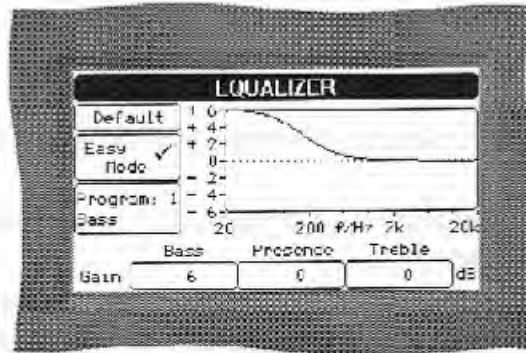 EQUALIZER
Default
Easy
Mode
Program: 1
Bass
+ 6
+ 4
+ 2
0
- 2
- 4
- 6
20 200 f/Hz 2k 20k
Bass Presence Treble
Gain 6 0 0 dB